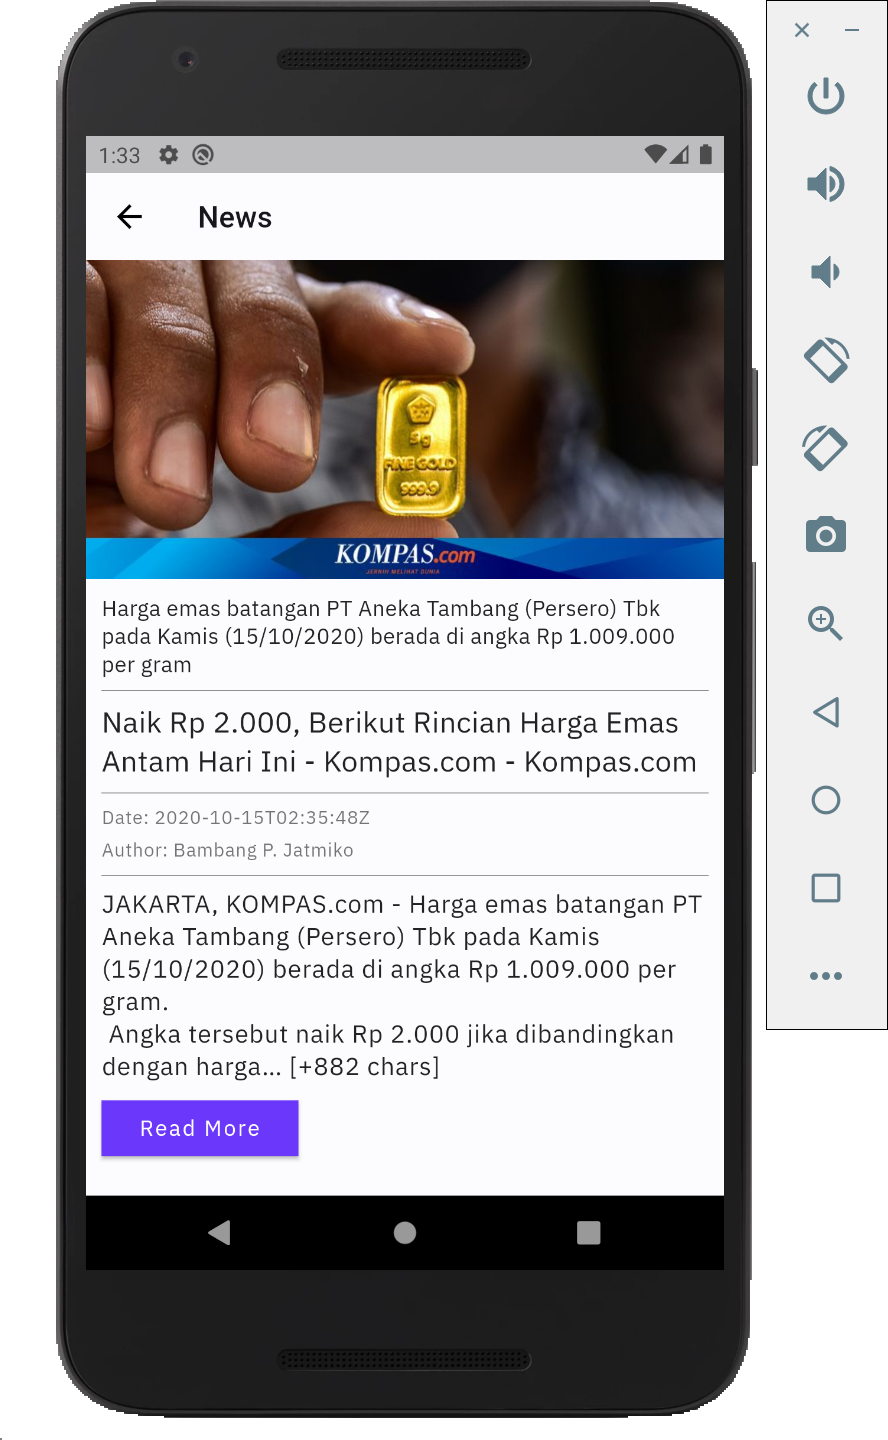 1:33
News
5g
FINE GOLD
999.9
KOMPAS.com
JERNIH MELIHAT DUNIA
Harga emas batangan PT Aneka Tambang (Persero) Tbk
pada Kamis (15/10/2020) berada di angka Rp 1.009.000
per gram
Naik Rp 2.000, Berikut Rincian Harga Emas
Antam Hari Ini - Kompas.com - Kompas.com
Date: 2020-10-15T02:35:48Z
Author: Bambang P. Jatmiko
JAKARTA, KOMPAS.com - Harga emas batangan PT
Aneka Tambang (Persero) Tbk pada Kamis
(15/10/2020) berada di angka Rp 1.009.000 per
gram.
Angka tersebut naik Rp 2.000 jika dibandingkan
dengan harga… [+882 chars]
Read More